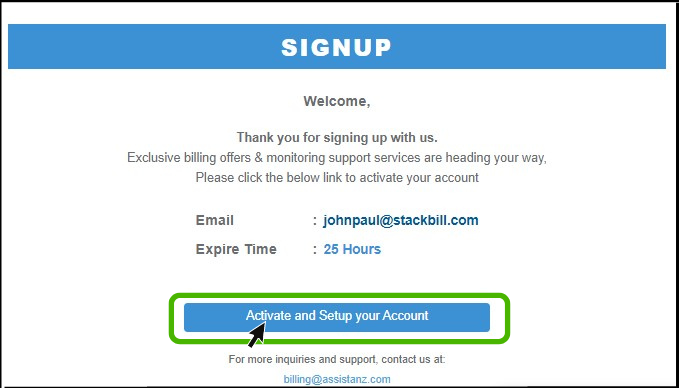 SIGNUP
Welcome,
Thank you for signing up with us.
Exclusive billing offers & monitoring support services are heading your way,
Please click the below link to activate your account
Email : johnpaul@stackbill.com
Expire Time : 25 Hours
Activate and Setup your Account
For more inquiries and support, contact us at:
billing@assistanz.com